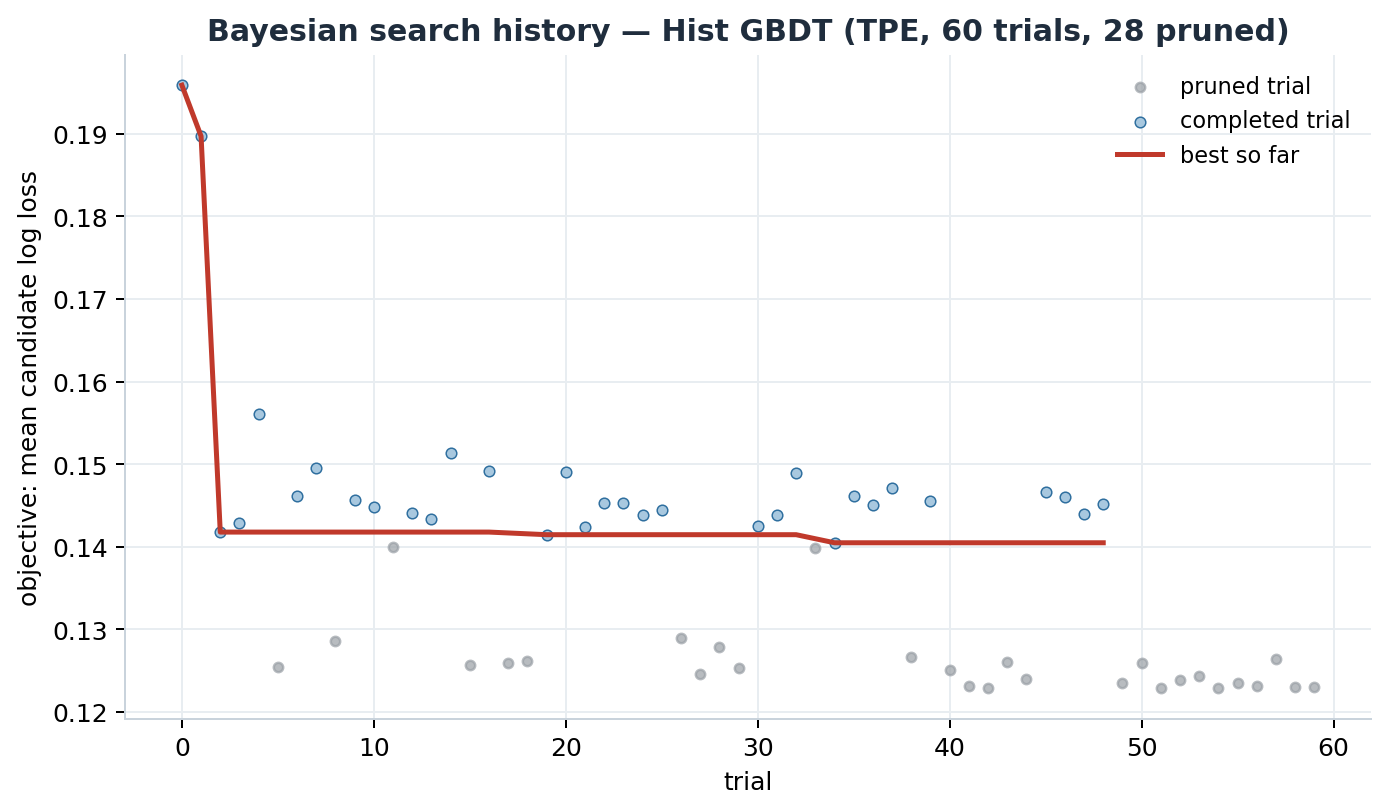 Bayesian search history — Hist GBDT (TPE, 60 trials, 28 pruned)
pruned trial
completed trial
best so far
objective: mean candidate log loss
0.19
0.18
0.17
0.16
0.15
0.14
0.13
0.12
0 10 20 30 40 50 60
trial